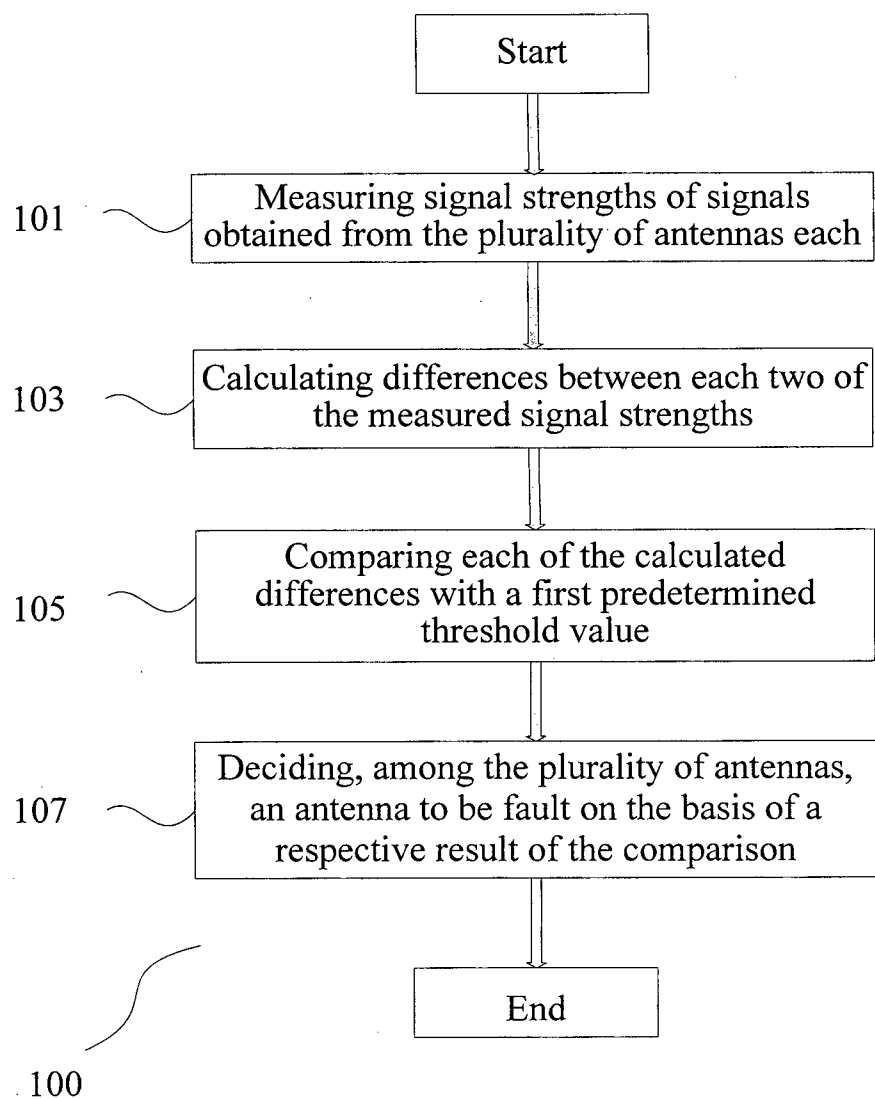 Start
101
Measuring signal strengths of signals
obtained from the plurality of antennas each
103
Calculating differences between each two of
the measured signal strengths
105
Comparing each of the calculated
differences with a first predetermined
threshold value
107
Deciding, among the plurality of antennas,
an antenna to be fault on the basis of a
respective result of the comparison
End
100